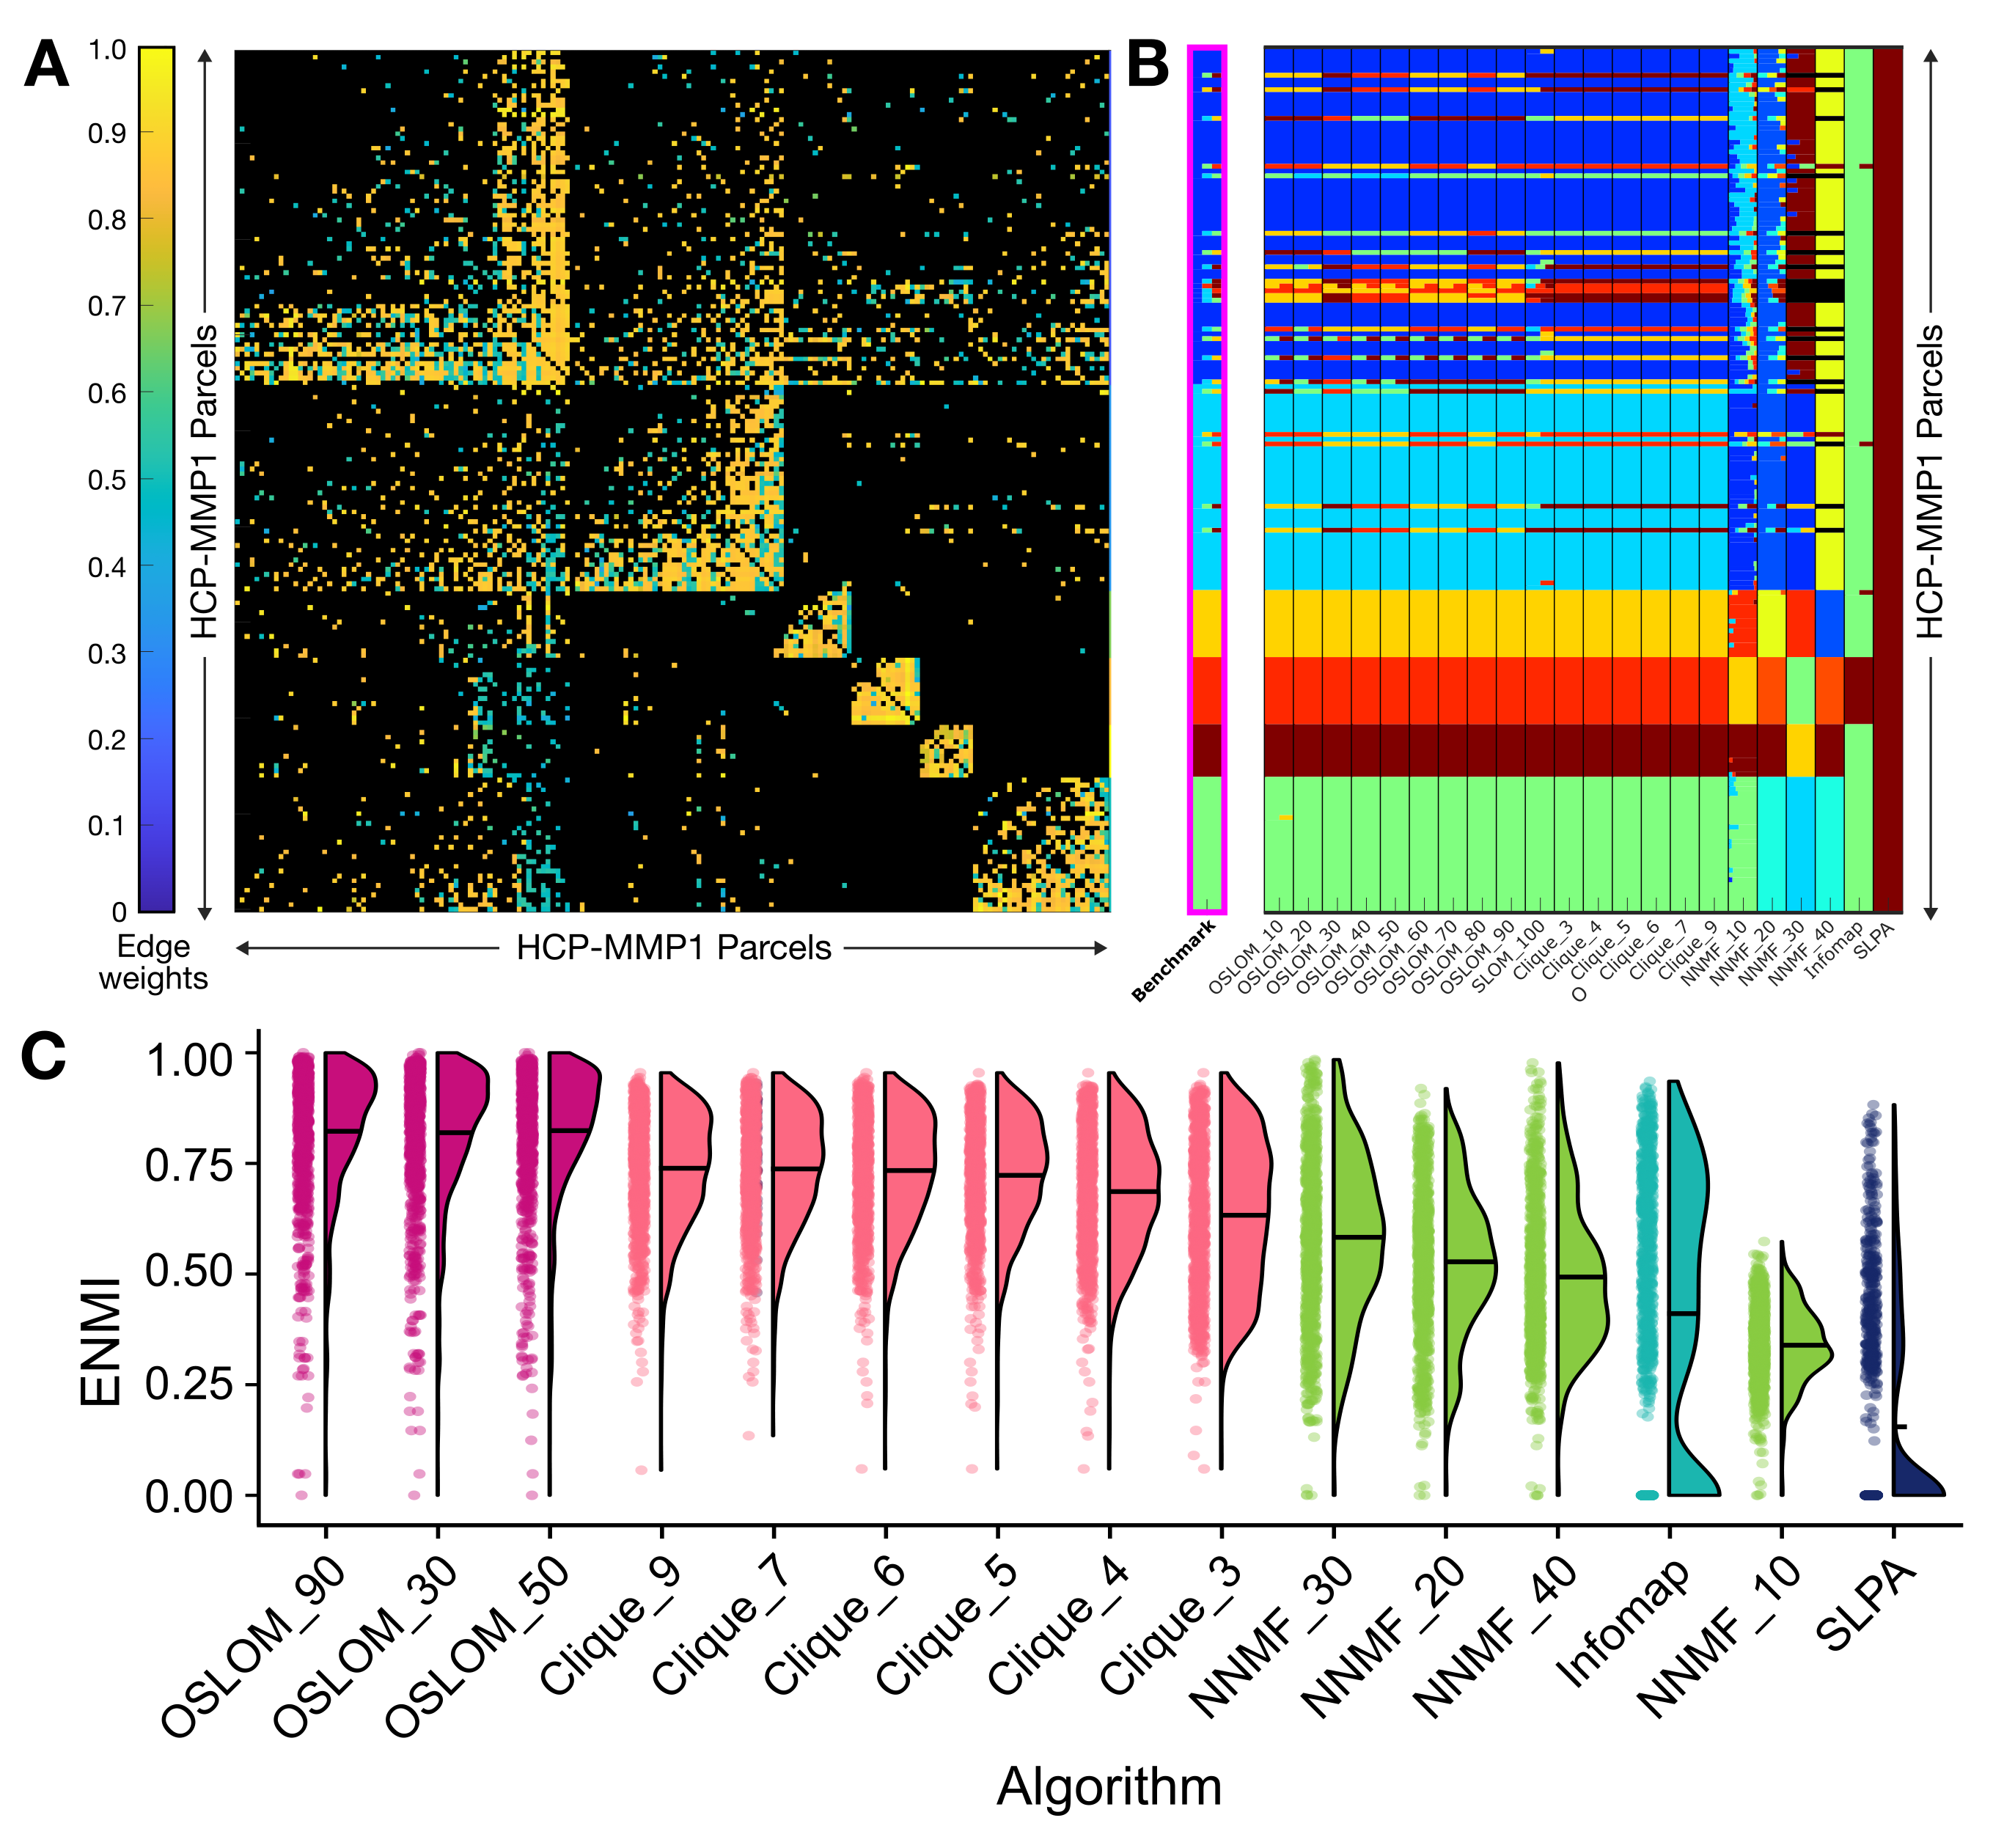 A
1.0
0.9
0.8
0.7
0.6
0.5
0.4
0.3
0.2
0.1
0
Edge
weights
HCP-MMP1 Parcels
HCP-MMP1 Parcels
B
HCP-MMP1 Parcels
Benchmark
OSLOM_10
OSLOM_20
OSLOM_30
OSLOM_40
OSLOM_50
OSLOM_60
OSLOM_70
OSLOM_80
OSLOM_90
SLOM_100
Clique_3
Clique_4
O
Clique_5
Clique_6
Clique_7
Clique_9
NNMF_10
NNMF_20
NNMF_30
NNMF_40
Infomap
SLPA
C
ENMI
1.00
0.75
0.50
0.25
0.00
OSLOM_90
OSLOM_30
OSLOM_50
Clique_9
Clique_7
Clique_6
Clique_5
Clique_4
Clique_3
NNMF_30
NNMF_20
NNMF_40
Infomap
NNMF_10
SLPA
Algorithm